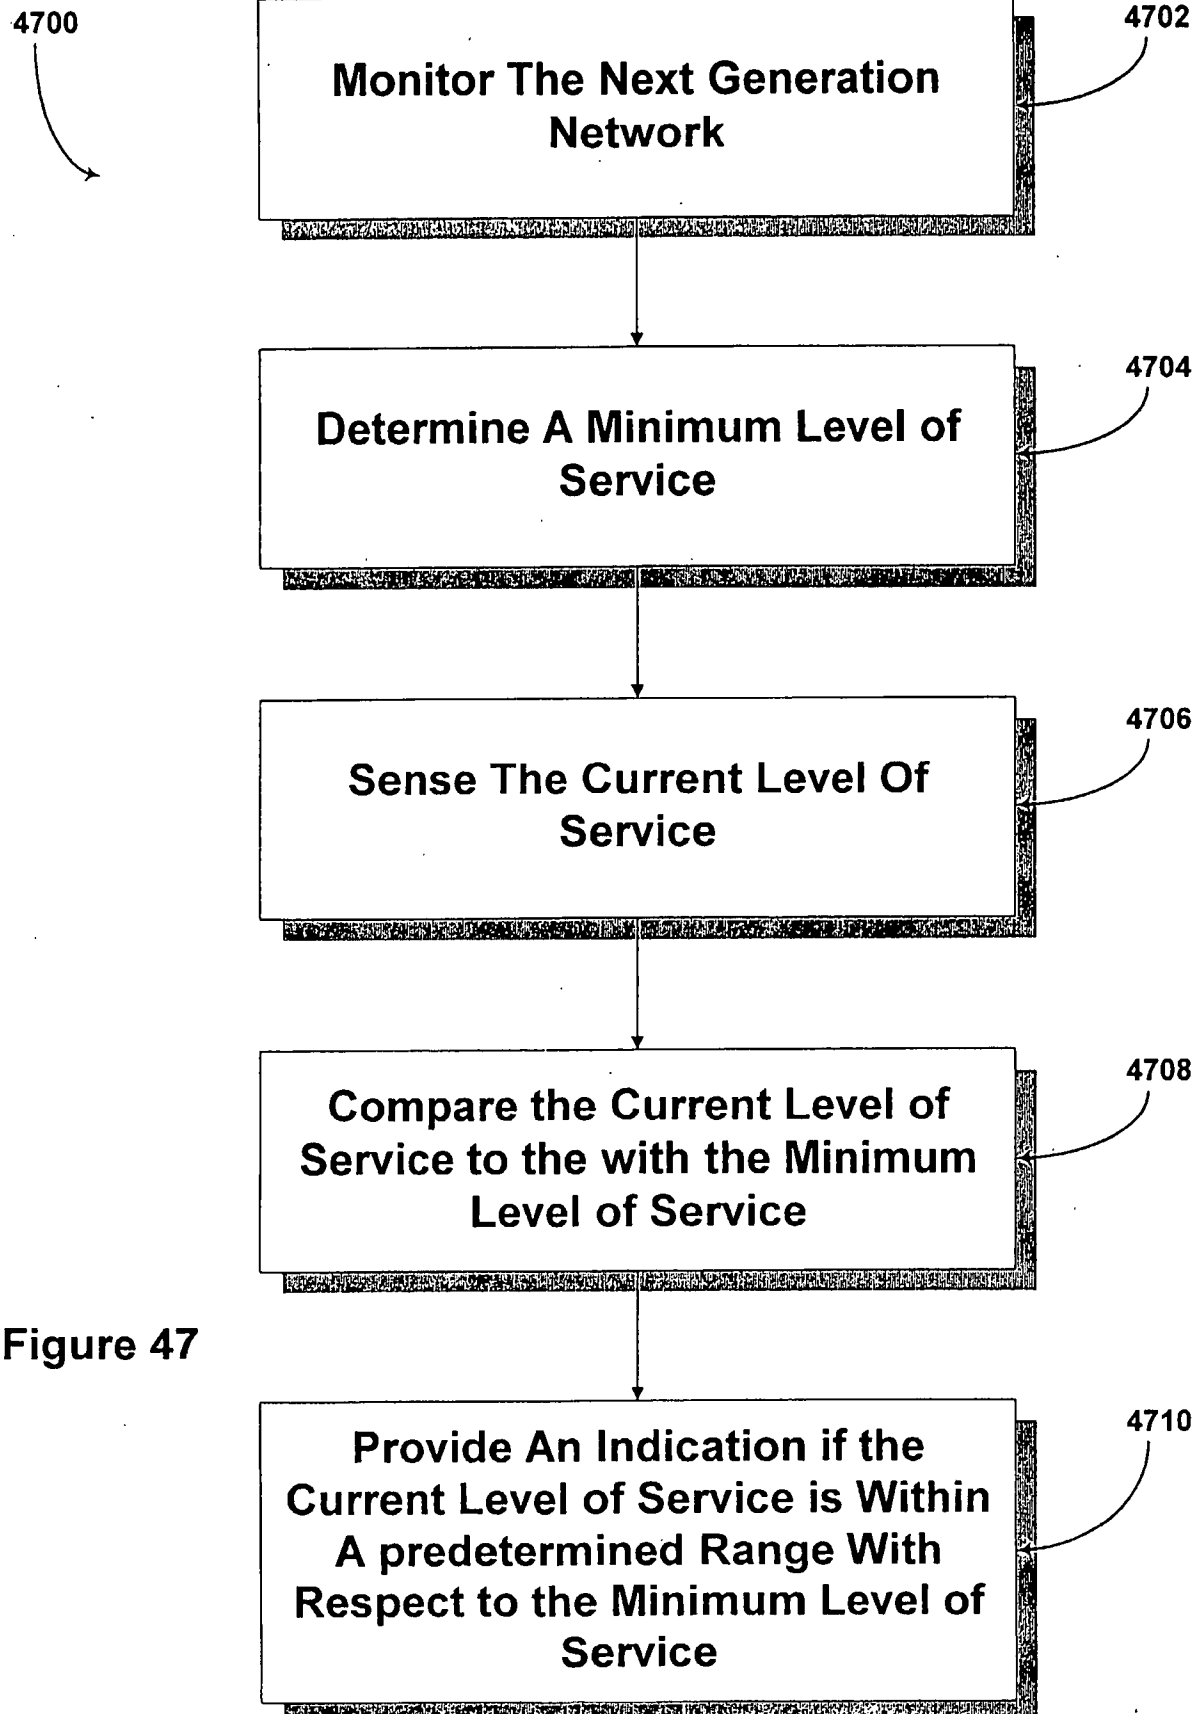 4700
4702
Monitor The Next Generation
Network
4704
Determine A Minimum Level of
Service
4706
Sense The Current Level Of
Service
4708
Compare the Current Level of
Service to the with the Minimum
Level of Service
Figure 47
4710
Provide An Indication if the
Current Level of Service is Within
A predetermined Range With
Respect to the Minimum Level of
Service